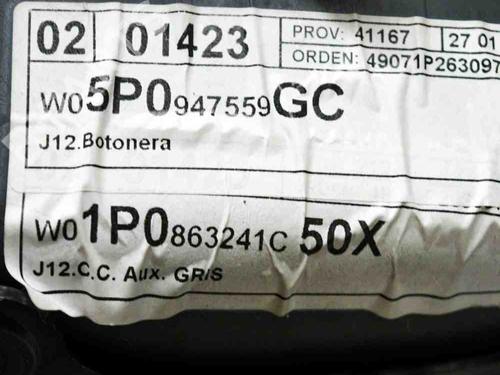 02 01423 PROV: 41167 27 01
ORDEN: 49071P263097
W05P0947559GC
J12.Botonera
W01P0863241C 50X
J12.C.C. Aux. GRIS